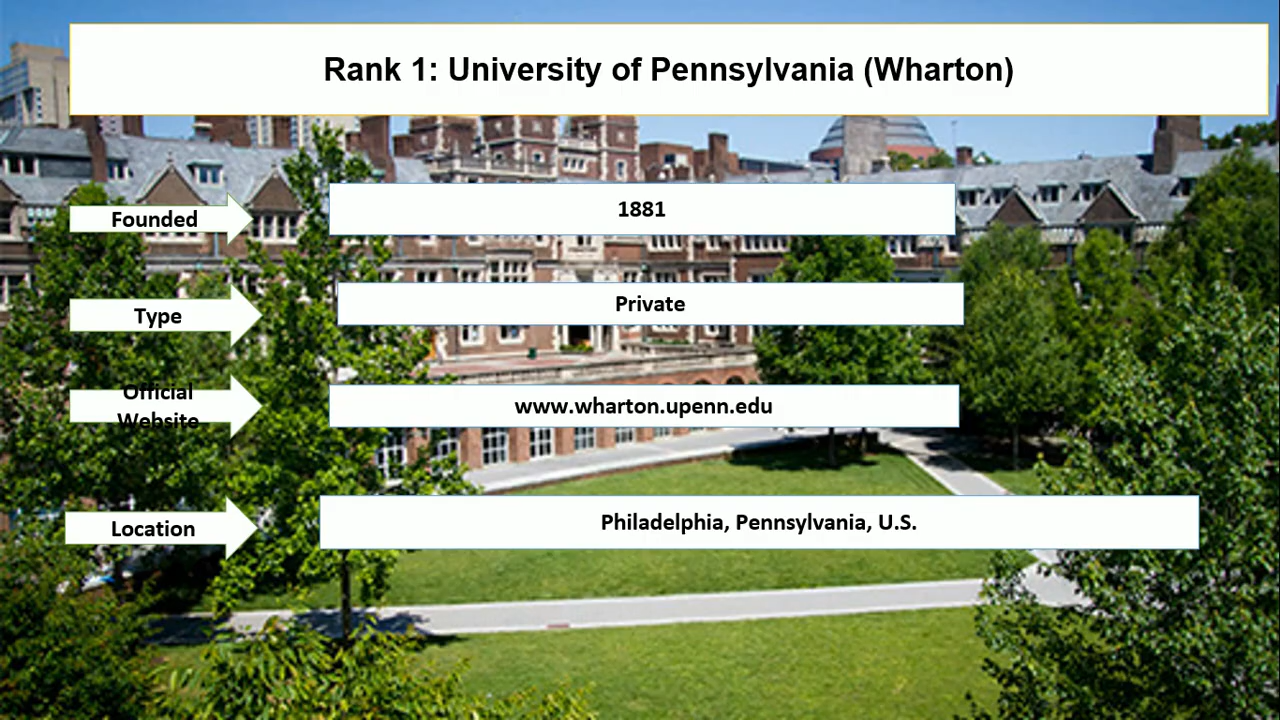 Rank 1: University of Pennsylvania (Wharton)
Founded
1881
Type
Private
Official
Website
www.wharton.upenn.edu
Location
Philadelphia, Pennsylvania, U.S.